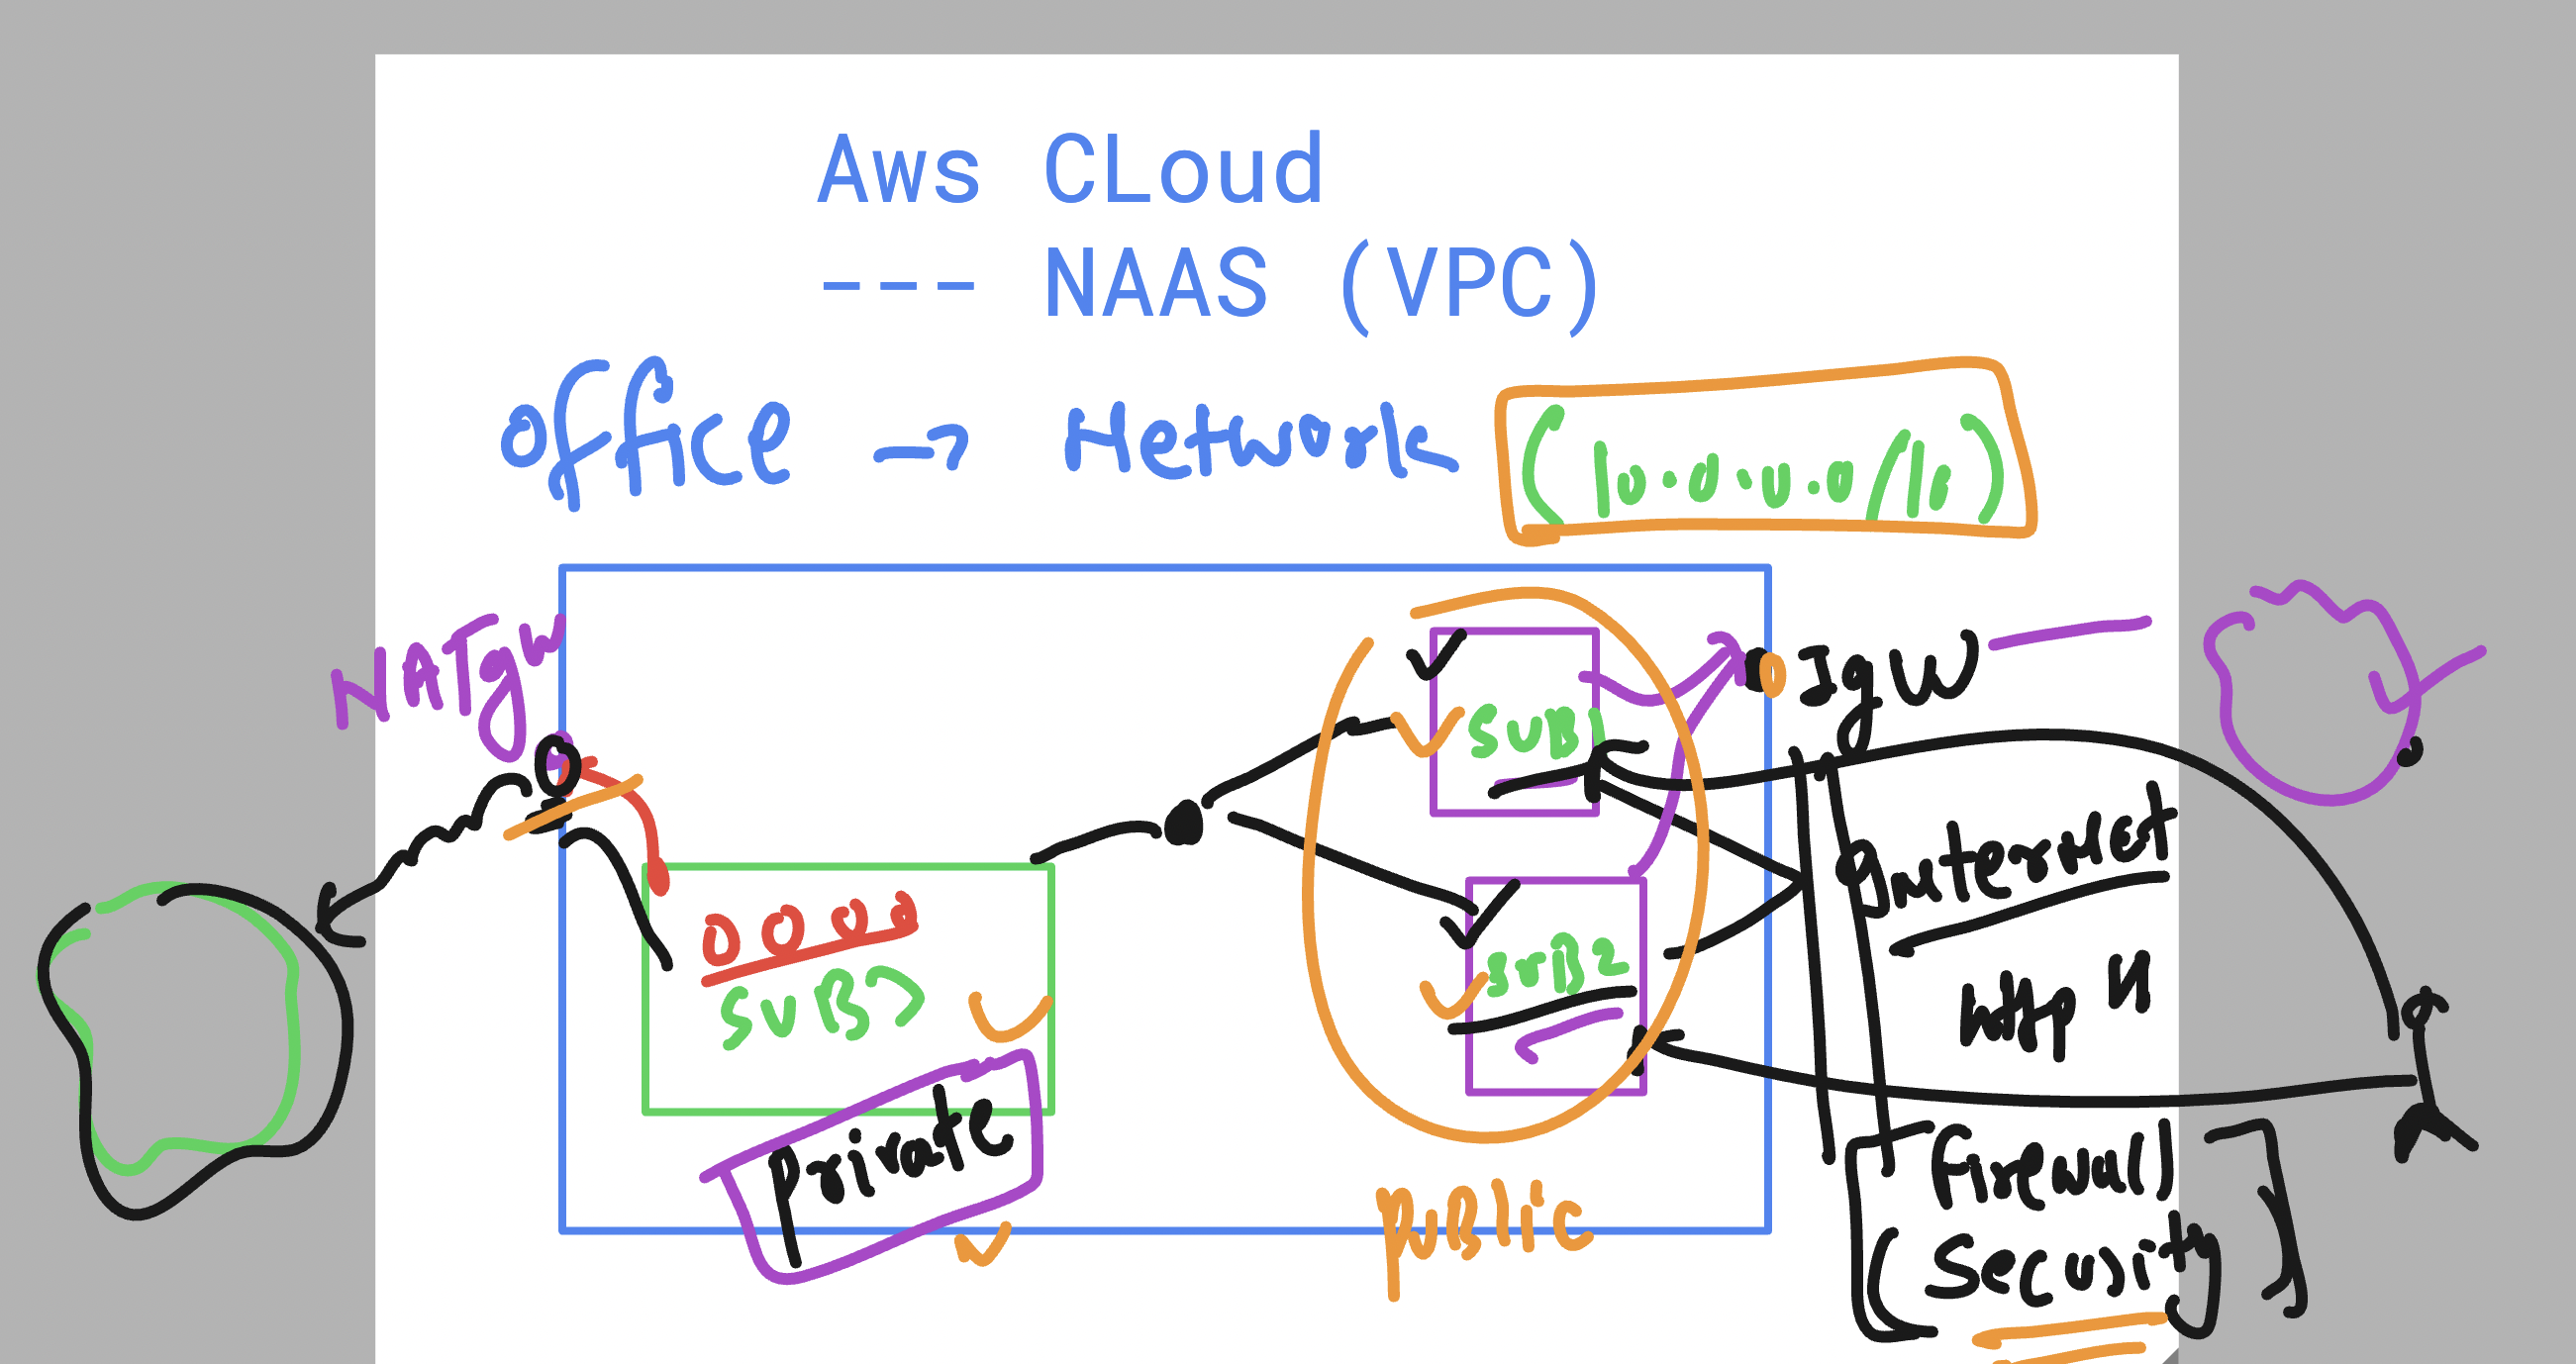 Aws CLoud
--- NAAS (VPC)
office → Network (10.0.0.0/16)
NATgw
IgW
SUB1
Internet
SUB2
http
SUB3
Private
Firewall
Public
(Security)